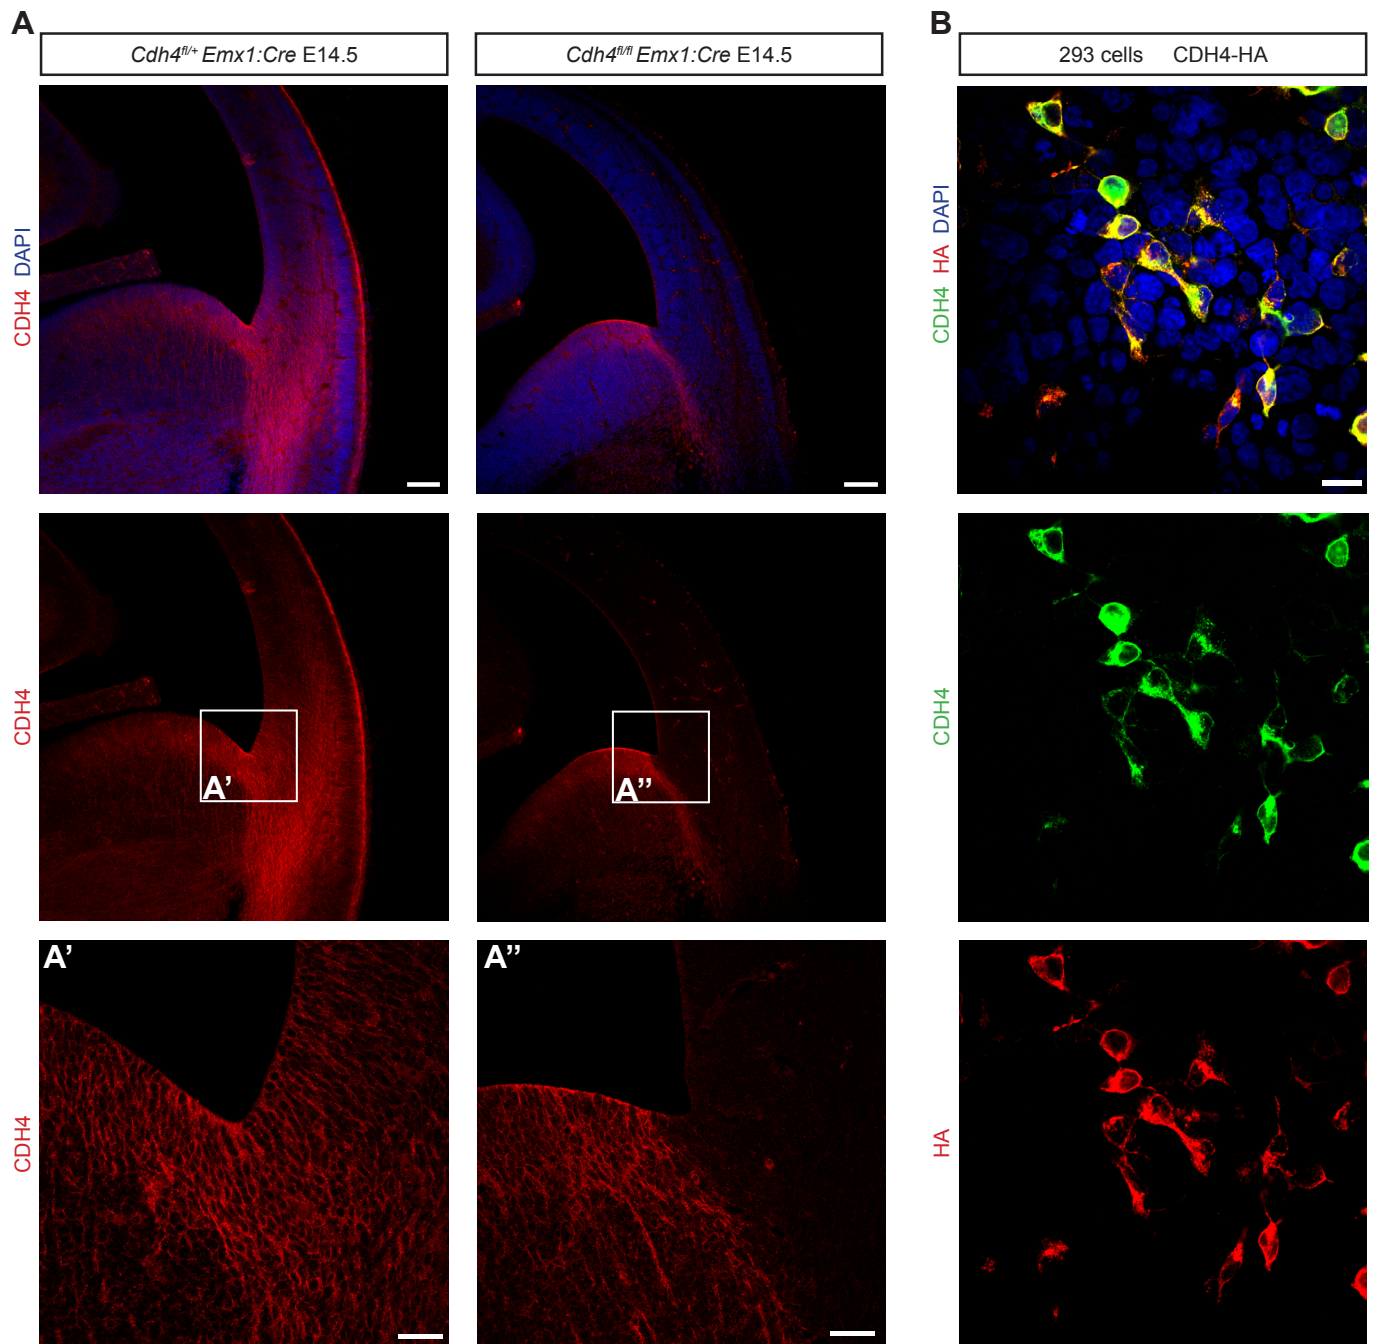 A
Cdh4fl/+ Emx1:Cre E14.5
Cdh4fl/fl Emx1:Cre E14.5
CDH4 DAPI
CDH4
A’
A’’
CDH4
A’
A’’
B
293 cells CDH4-HA
CDH4 HA DAPI
CDH4
HA